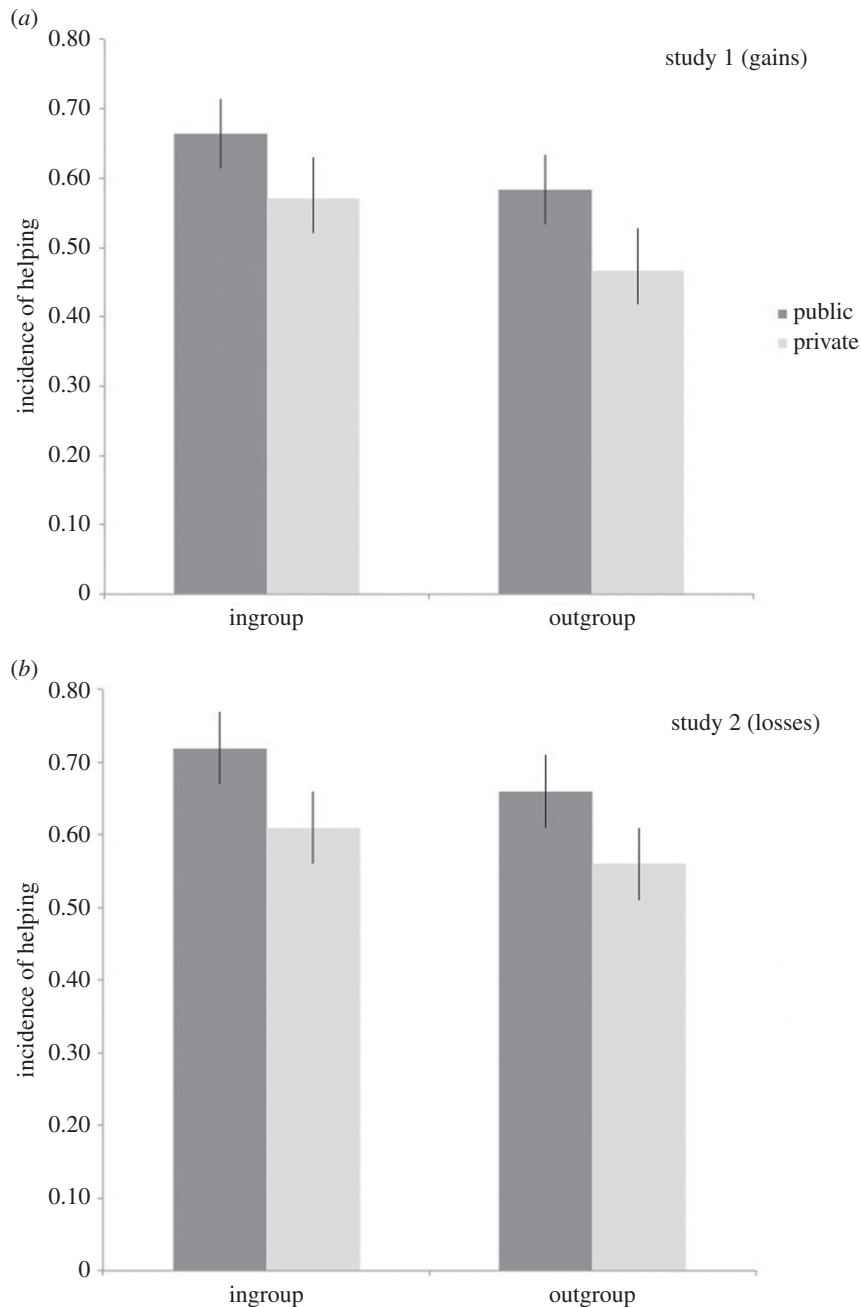 (a)
0.80
study 1 (gains)
0.70
0.60
0.50
0.40
0.30
0.20
0.10
0
incidence of helping
public
private
ingroup outgroup
(b)
0.80
study 2 (losses)
0.70
0.60
0.50
0.40
0.30
0.20
0.10
0
incidence of helping
ingroup outgroup